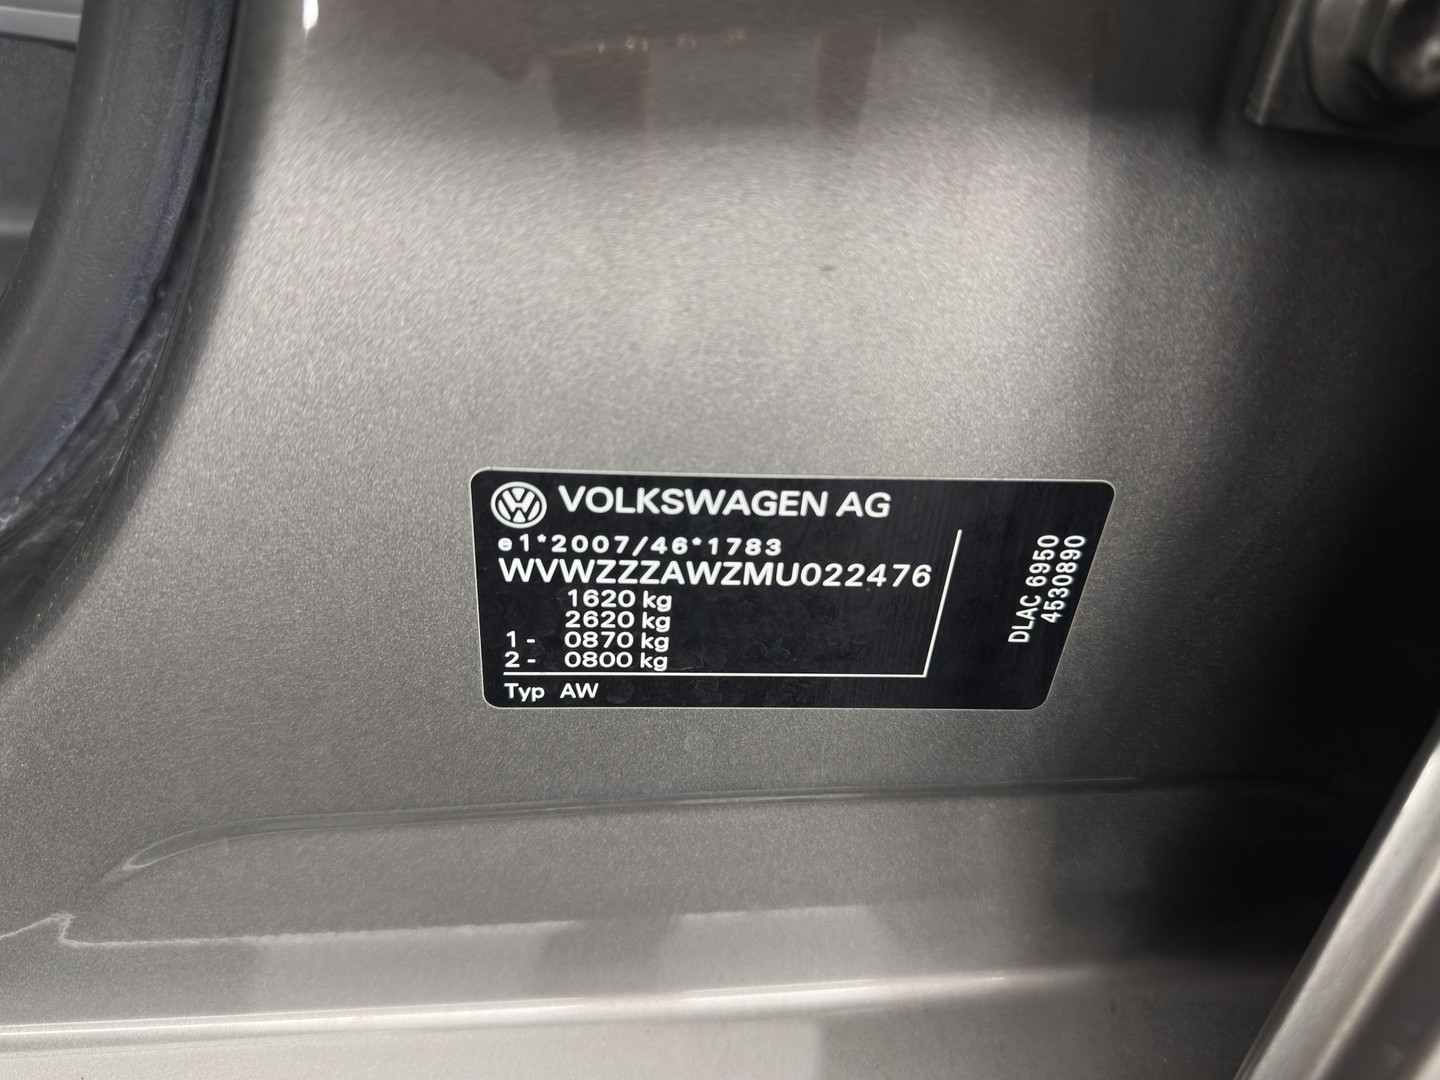 VOLKSWAGEN AG
e1*2007/46*1783
WVWZZZAWZMU022476
1620 kg
2620 kg
1 - 0870 kg
2 - 0800 kg
Typ AW
DLAC 6950
4530890